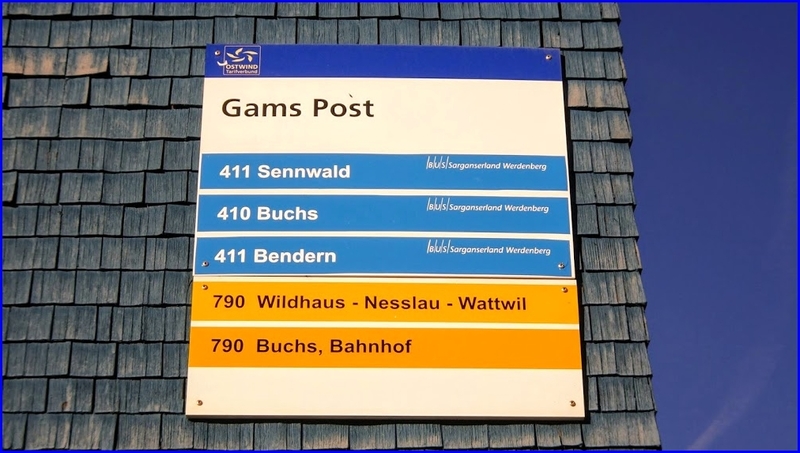 OSTWIND
Tarifverbund
Gams Post
411 Sennwald BUS Sarganserland Werdenberg
410 Buchs BUS Sarganserland Werdenberg
411 Bendern BUS Sarganserland Werdenberg
790 Wildhaus - Nesslau - Wattwil
790 Buchs, Bahnhof